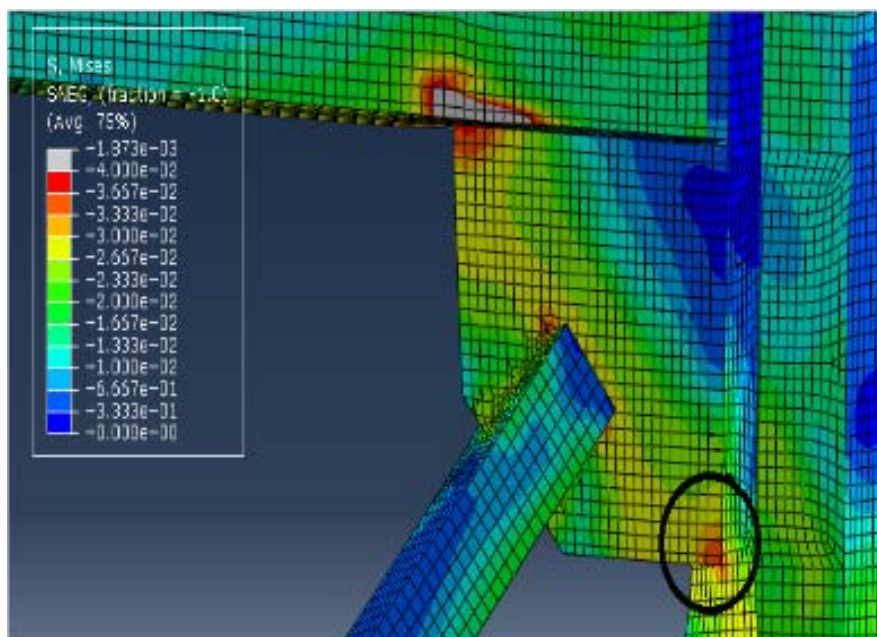 S, Mises
SNEG (fraction = -1.0)
(Avg 75%)
-1.973e-03
-4.000e-02
-3.667e-02
-3.333e-02
-3.000e-02
-2.667e-02
-2.333e-02
-2.000e-02
-1.667e-02
-1.333e-02
-1.000e-02
-6.667e-01
-3.333e-01
-0.000e-00